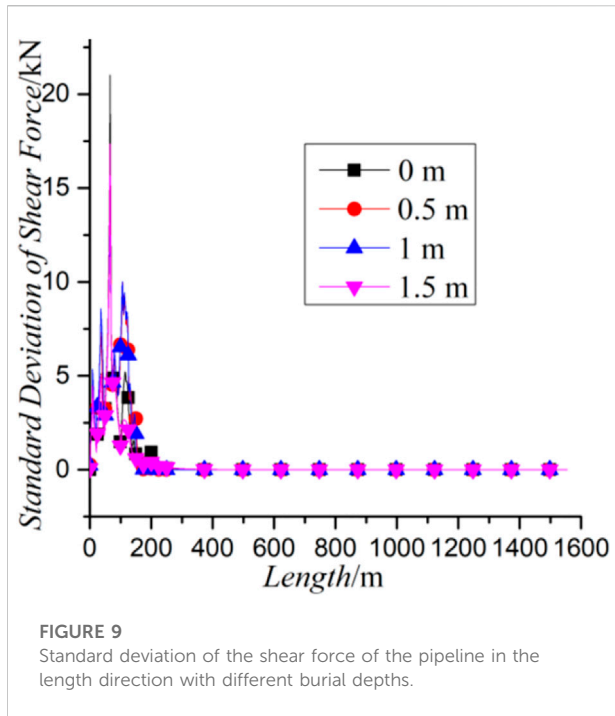 Standard Deviation of Shear Force/kN
20
15
10
5
0
0 m
0.5 m
1 m
1.5 m
0 200 400 600 800 1000 1200 1400 1600
Length/m
FIGURE 9
Standard deviation of the shear force of the pipeline in the
length direction with different burial depths.